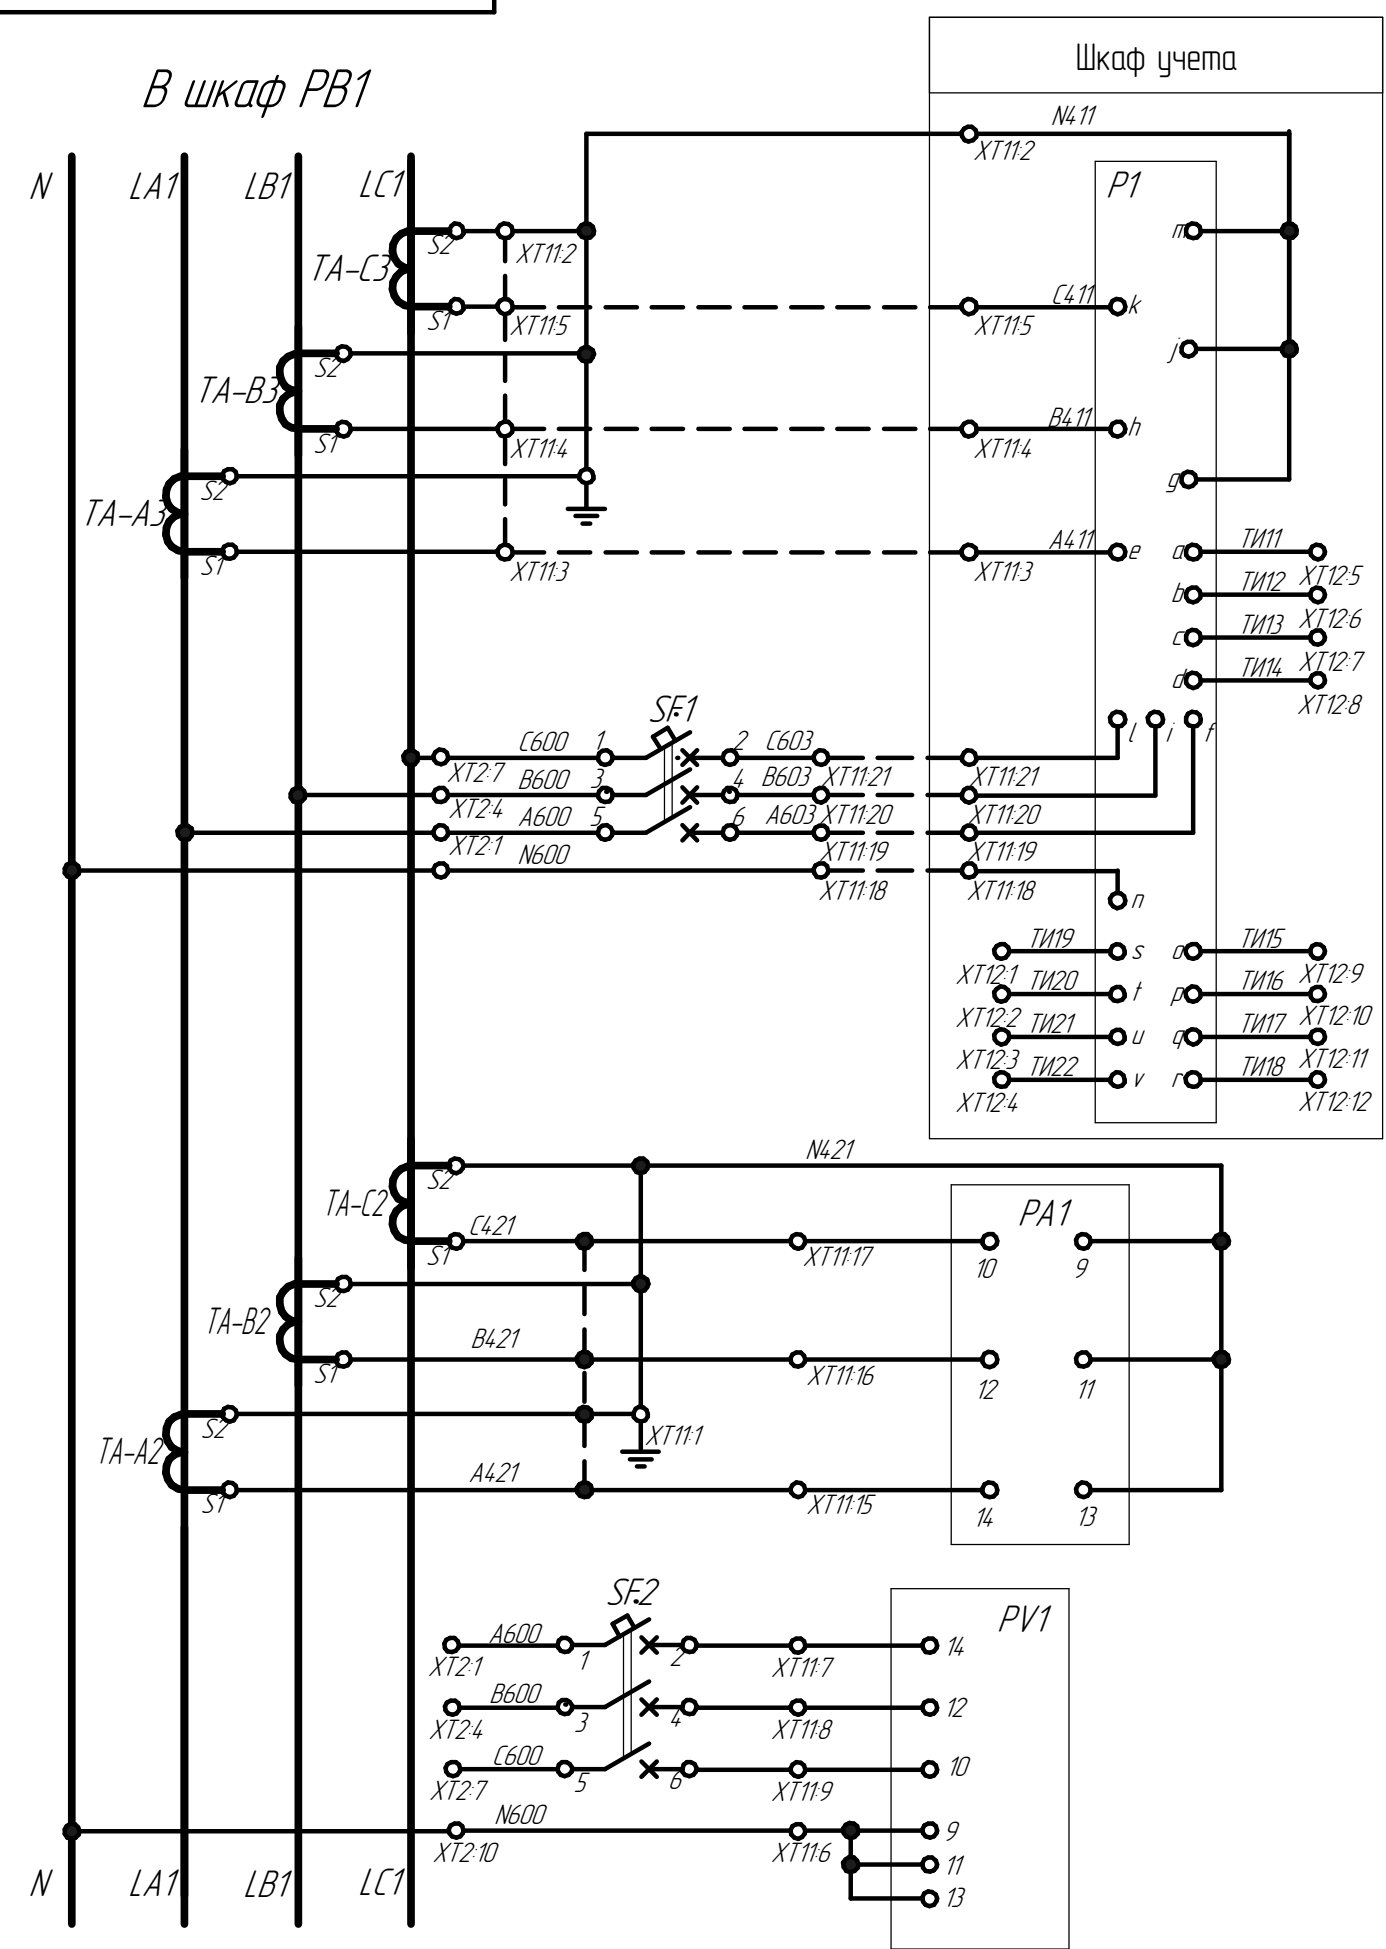 Шкаф учета
В шкаф РВ1
N411
XT11:2
N
LA1
LB1
LC1
P1
S2
XT11:2
m
TA-C3
S1
XT11:5
XT11:5
C411
k
S2
j
TA-B3
S1
XT11:4
XT11:4
B411
h
S2
g
TA-A3
S1
XT11:3
XT11:3
A411
e
a
ТИ11
XT12:5
b
ТИ12
XT12:6
c
ТИ13
XT12:7
d
ТИ14
XT12:8
SF1
l
i
f
C600
1
2
C603
XT2:7
XT11:21
XT11:21
B600
3
4
B603
XT2:4
XT11:20
XT11:20
A600
5
6
A603
XT2:1
XT11:19
XT11:19
N600
XT11:18
XT11:18
n
ТИ19
s
o
ТИ15
XT12:1
XT12:9
ТИ20
t
p
ТИ16
XT12:2
XT12:10
ТИ21
u
q
ТИ17
XT12:3
XT12:11
ТИ22
v
r
ТИ18
XT12:4
XT12:12
N421
S2
TA-C2
PA1
C421
S1
XT11:17
10
9
S2
TA-B2
B421
S1
XT11:16
12
11
S2
XT11:1
TA-A2
A421
S1
XT11:15
14
13
SF2
PV1
A600
XT2:1
1
2
XT11:7
14
B600
XT2:4
3
4
XT11:8
12
C600
XT2:7
5
6
XT11:9
10
N600
XT2:10
XT11:6
9
11
13
N
LA1
LB1
LC1